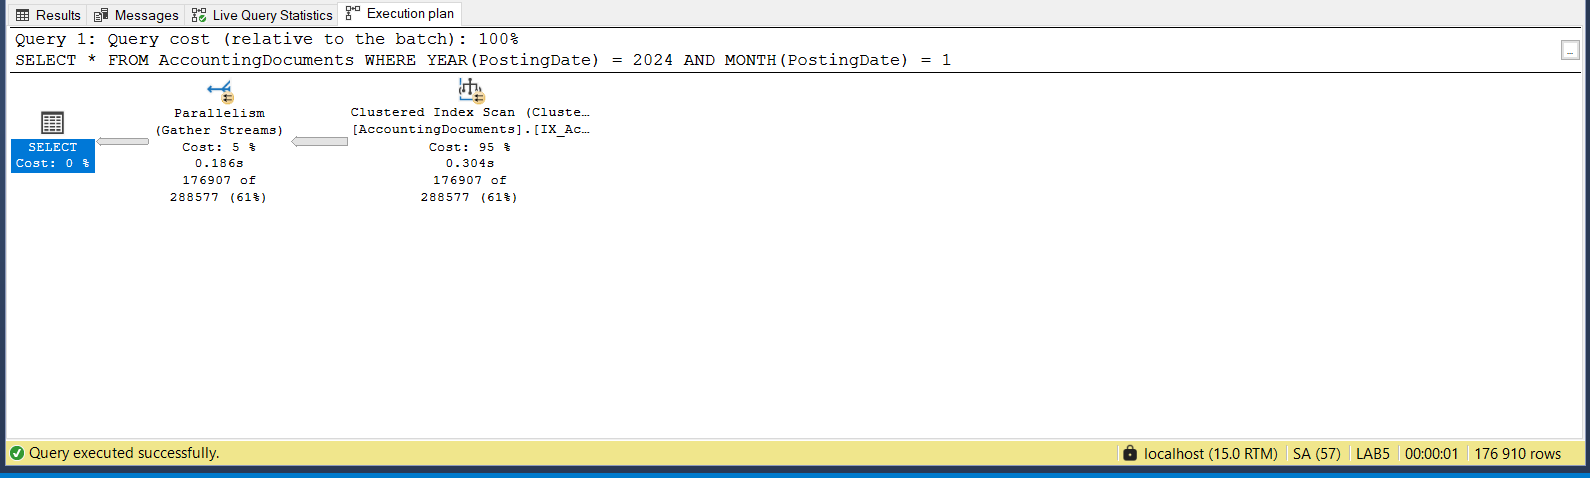 Results Messages Live Query Statistics Execution plan
Query 1: Query cost (relative to the batch): 100%
SELECT * FROM AccountingDocuments WHERE YEAR(PostingDate) = 2024 AND MONTH(PostingDate) = 1
...
SELECT
Cost: 0 %
Parallelism
(Gather Streams)
Cost: 5 %
0.186s
176907 of
288577 (61%)
Clustered Index Scan (Cluste…
[AccountingDocuments].[IX_Ac…
Cost: 95 %
0.304s
176907 of
288577 (61%)
Query executed successfully.
localhost (15.0 RTM) SA (57) LAB5 00:00:01 176 910 rows